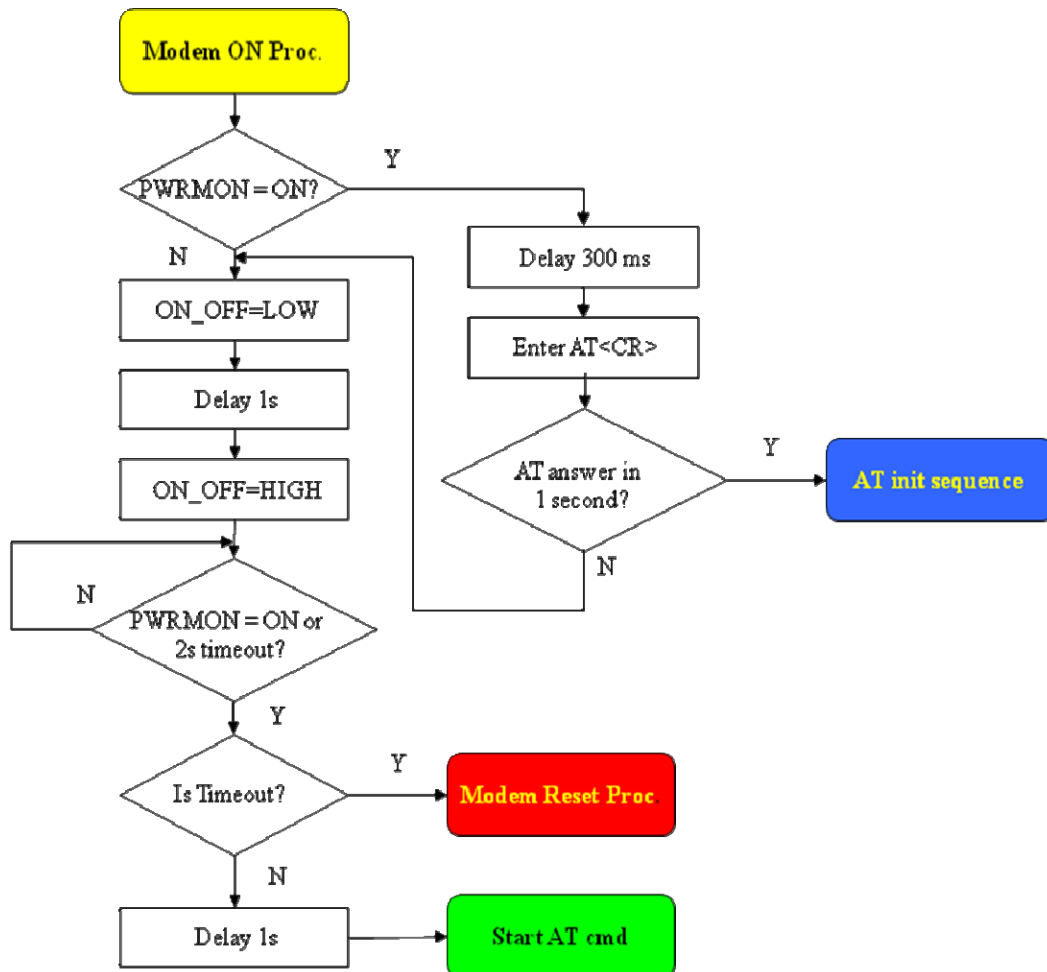 Modem ON Proc.
PWRMON = ON?
Y
N
Delay 300 ms
ON_OFF=LOW
Enter AT<CR>
Delay 1s
AT answer in
1 second?
Y
AT init sequence
ON_OFF=HIGH
N
N
PWRMON = ON or
2s timeout?
Y
Is Timeout?
Y
Modem Reset Proc.
N
Delay 1s
Start AT cmd